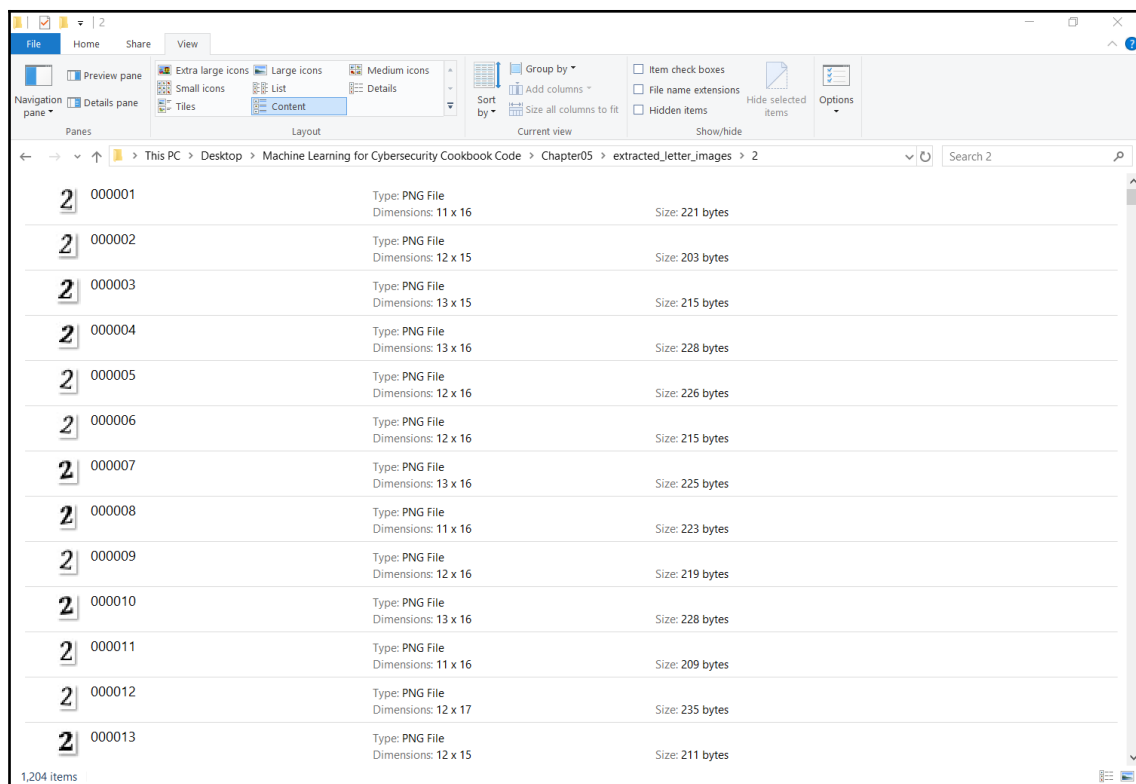 2
File Home Share View
Navigation pane
Preview pane
Details pane
Panes
Extra large icons Large icons Medium icons
Small icons List Details
Tiles Content
Layout
Sort by
Group by
Add columns
Size all columns to fit
Current view
Item check boxes
File name extensions
Hidden items
Hide selected items
Show/hide
Options
This PC > Desktop > Machine Learning for Cybersecurity Cookbook Code > Chapter05 > extracted_letter_images > 2
Search 2
2 000001 Type: PNG File
Dimensions: 11 x 16 Size: 221 bytes
2 000002 Type: PNG File
Dimensions: 12 x 15 Size: 203 bytes
2 000003 Type: PNG File
Dimensions: 13 x 15 Size: 215 bytes
2 000004 Type: PNG File
Dimensions: 13 x 16 Size: 228 bytes
2 000005 Type: PNG File
Dimensions: 12 x 16 Size: 226 bytes
2 000006 Type: PNG File
Dimensions: 12 x 16 Size: 215 bytes
2 000007 Type: PNG File
Dimensions: 13 x 16 Size: 225 bytes
2 000008 Type: PNG File
Dimensions: 11 x 16 Size: 223 bytes
2 000009 Type: PNG File
Dimensions: 12 x 16 Size: 219 bytes
2 000010 Type: PNG File
Dimensions: 13 x 16 Size: 228 bytes
2 000011 Type: PNG File
Dimensions: 11 x 16 Size: 209 bytes
2 000012 Type: PNG File
Dimensions: 12 x 17 Size: 235 bytes
2 000013 Type: PNG File
Dimensions: 12 x 15 Size: 211 bytes
1,204 items